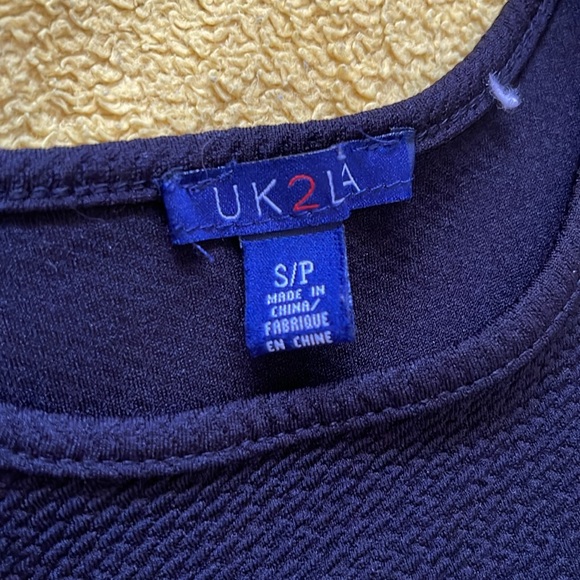 UK2LA
S/P
MADE IN
CHINA/
FABRIQUE
EN CHINE